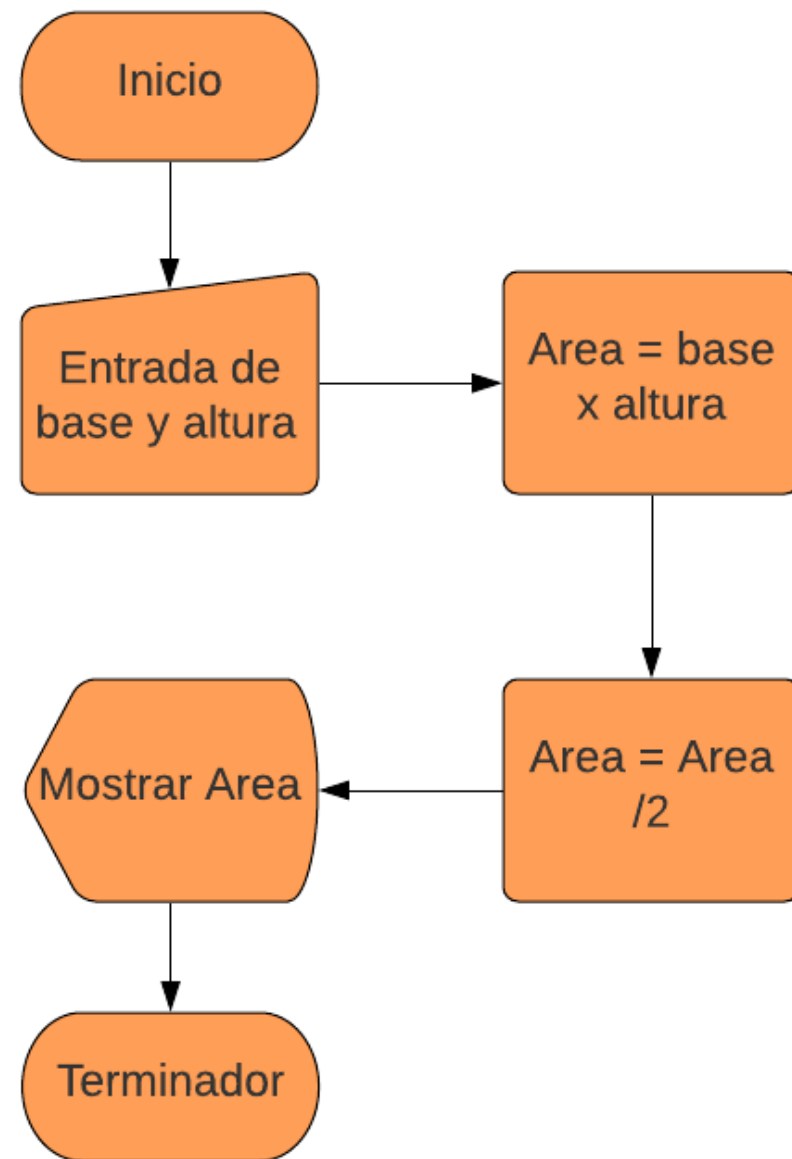 Inicio
Entrada de
base y altura
Area = base
x altura
Area = Area
/2
Mostrar Area
Terminador